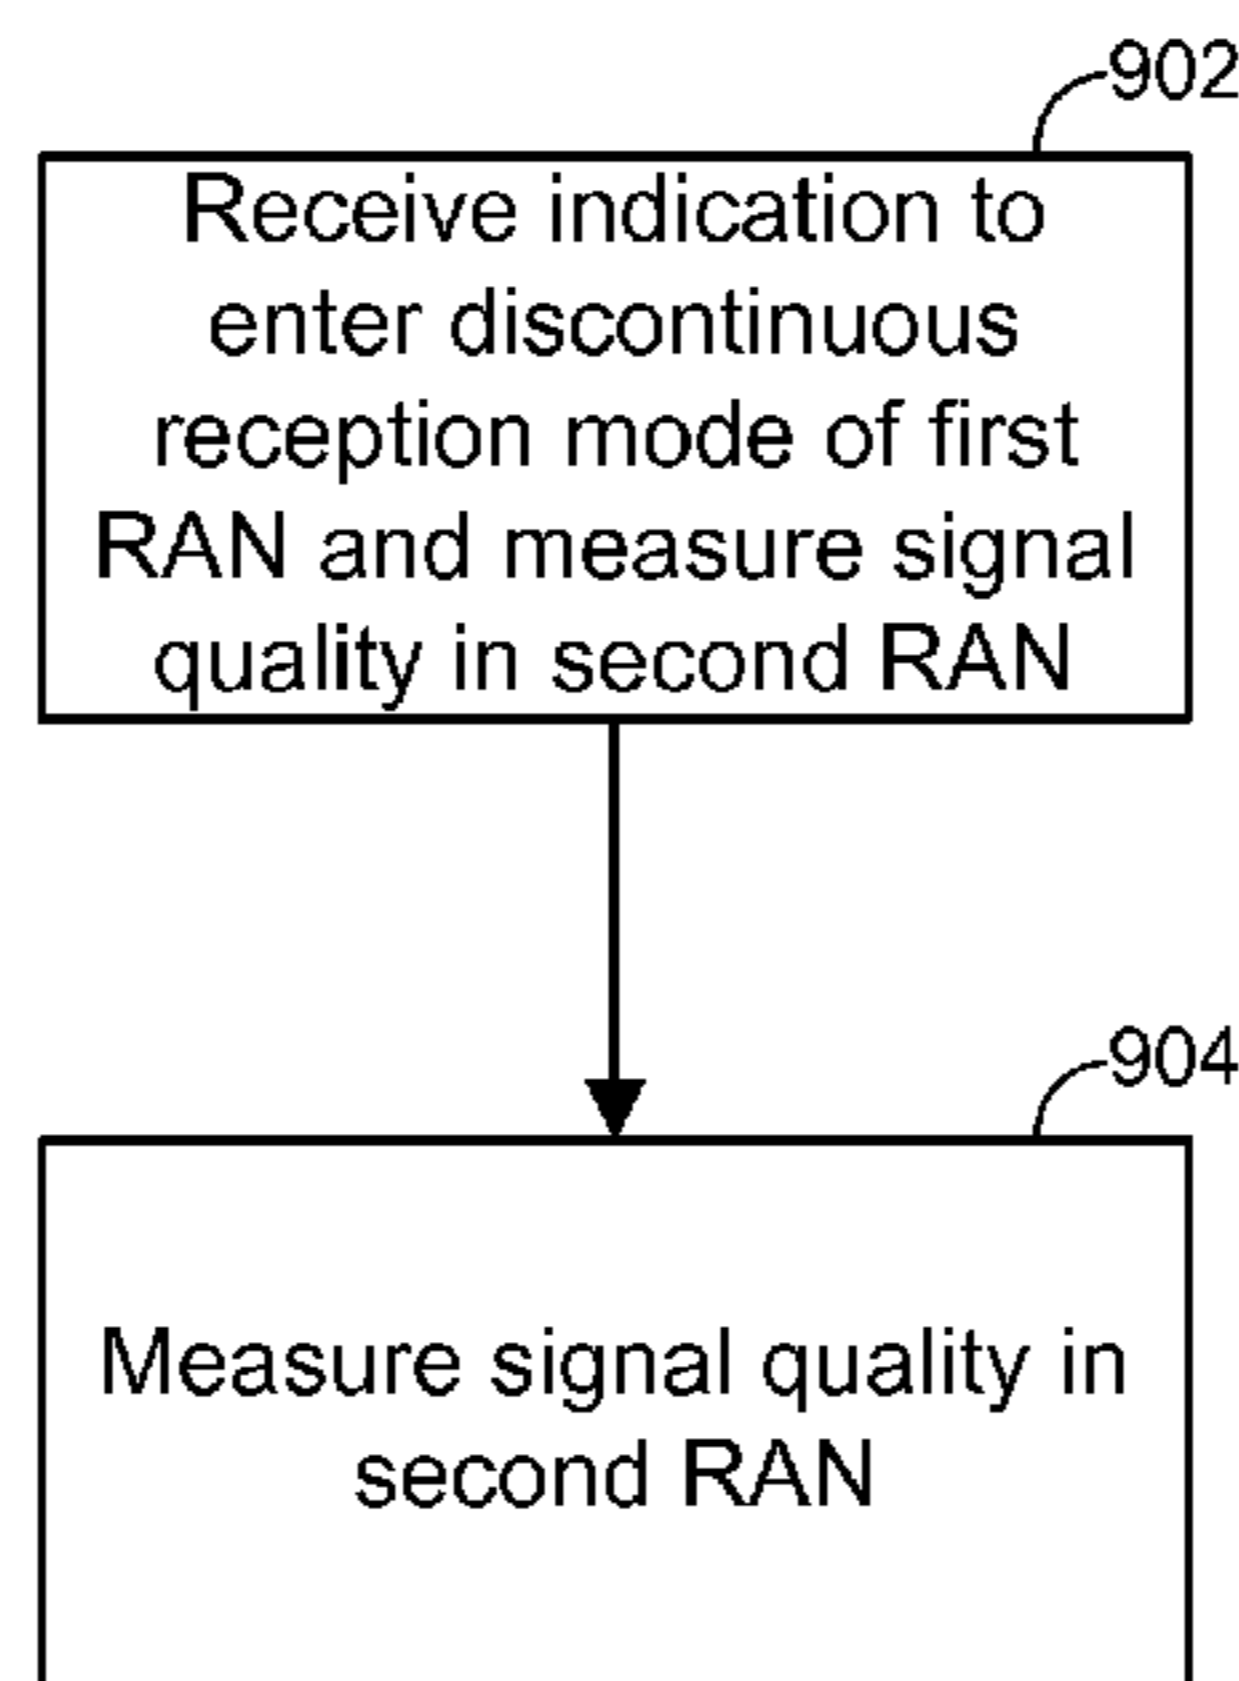 902
Receive indication to
enter discontinuous
reception mode of first
RAN and measure signal
quality in second RAN
904
Measure signal quality in
second RAN